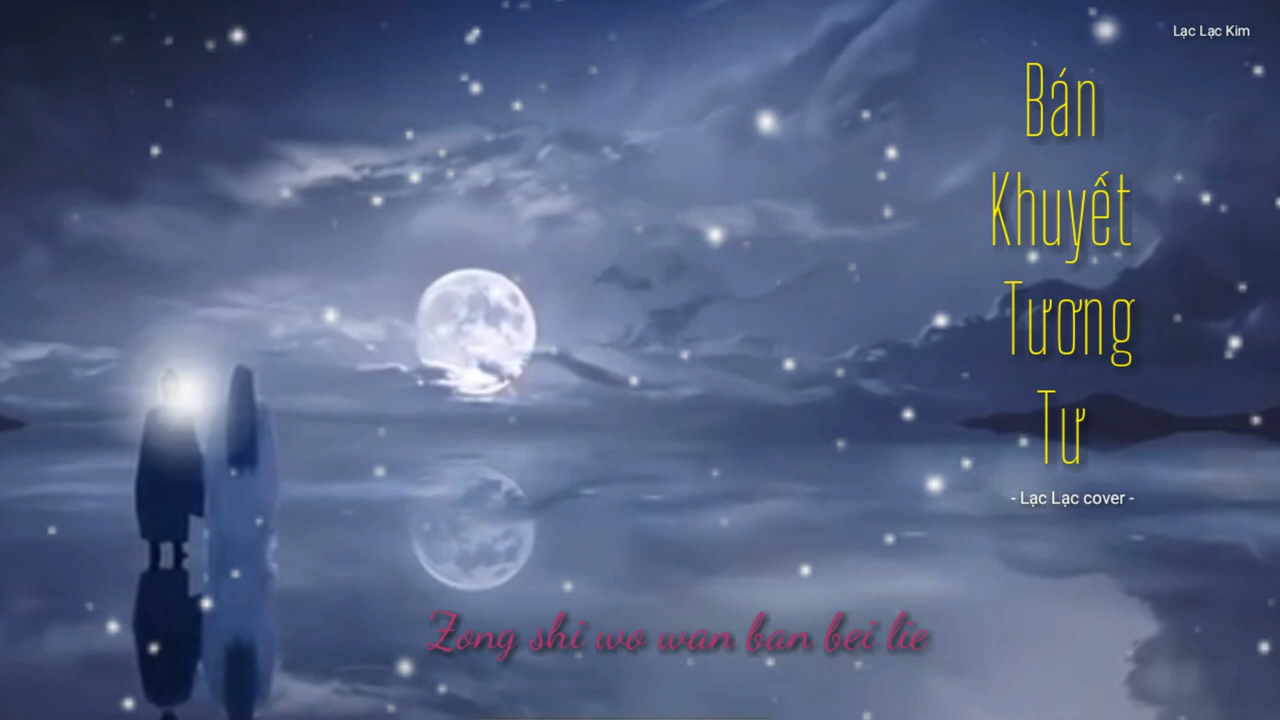 Lạc Lạc Kim
Bán
Khuyết
Tương
Tư
- Lạc Lạc cover -
Zong shi wo wan ban bei lie